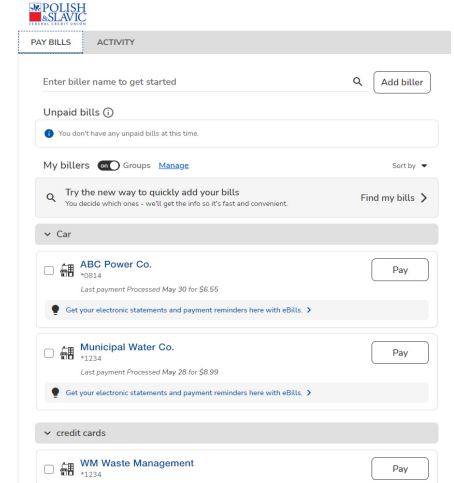 POLISH
&SLAVIC
FEDERAL CREDIT UNION
PAY BILLS ACTIVITY
Enter biller name to get started Add biller
Unpaid bills
You don't have any unpaid bills at this time.
My billers on Groups Manage Sort by
Try the new way to quickly add your bills
You decide which ones - we'll get the info so it's fast and convenient. Find my bills
Car
ABC Power Co.
*0814
Pay
Last payment Processed May 30 for $6.55
Get your electronic statements and payment reminders here with eBills.
Municipal Water Co.
*1234
Pay
Last payment Processed May 28 for $8.99
Get your electronic statements and payment reminders here with eBills.
credit cards
WM Waste Management
*1234
Pay